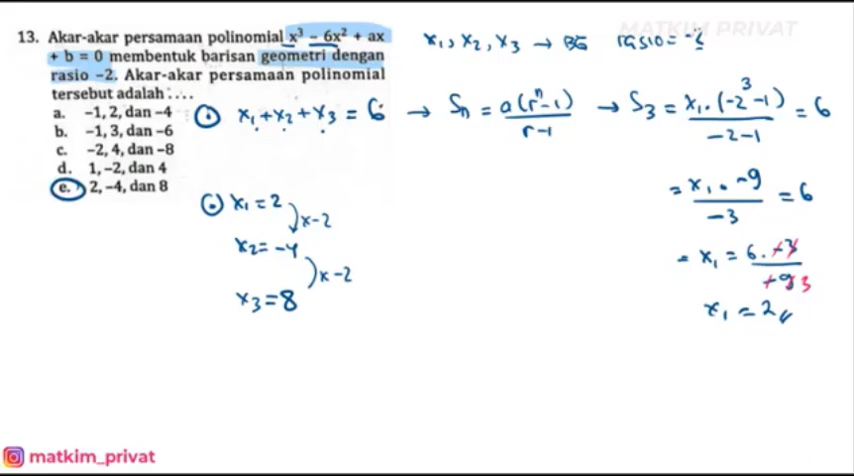 MATKIM PRIVAT
13. Akar-akar persamaan polinomial x³ – 6x² + ax
+ b = 0 membentuk barisan geometri dengan
rasio –2. Akar-akar persamaan polinomial
tersebut adalah . . . .
a. –1, 2, dan –4
b. –1, 3, dan –6
c. –2, 4, dan –8
d. 1, –2, dan 4
e. 2, –4, dan 8
x₁, x₂, x₃ → BG rasio = -2
x₁ + x₂ + x₃ = 6 → Sₙ = a(rⁿ-1)/r-1 → S₃ = x₁.(-2³-1)/-2-1 = 6
= x₁ . -9/-3 = 6
= x₁ = 6.-3/-9 3
x₁ = 2
x₁ = 2
x-2
x₂ = -4
x-2
x₃ = 8
matkim_privat